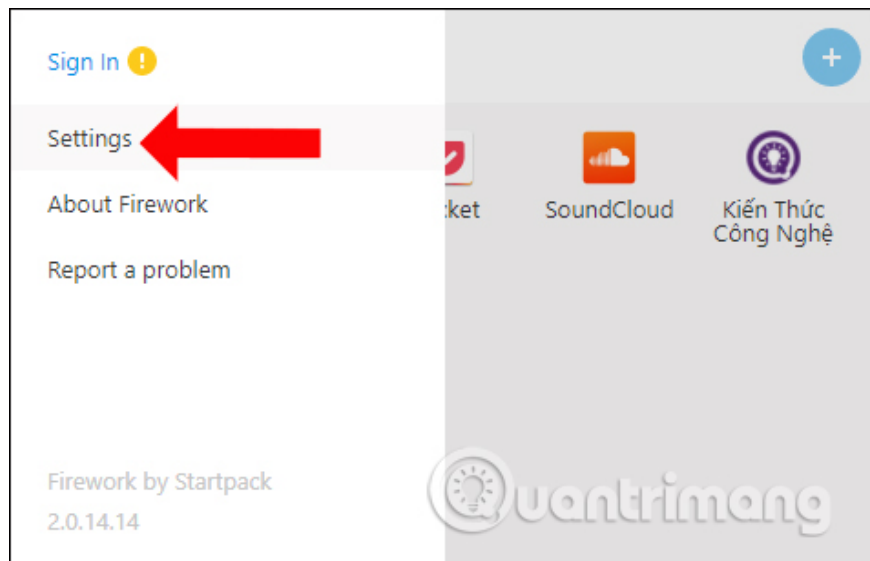 Sign In
Settings
About Firework
Report a problem
SoundCloud
Kiến Thức
Công Nghệ
Firework by Startpack
2.0.14.14
Quantrimang